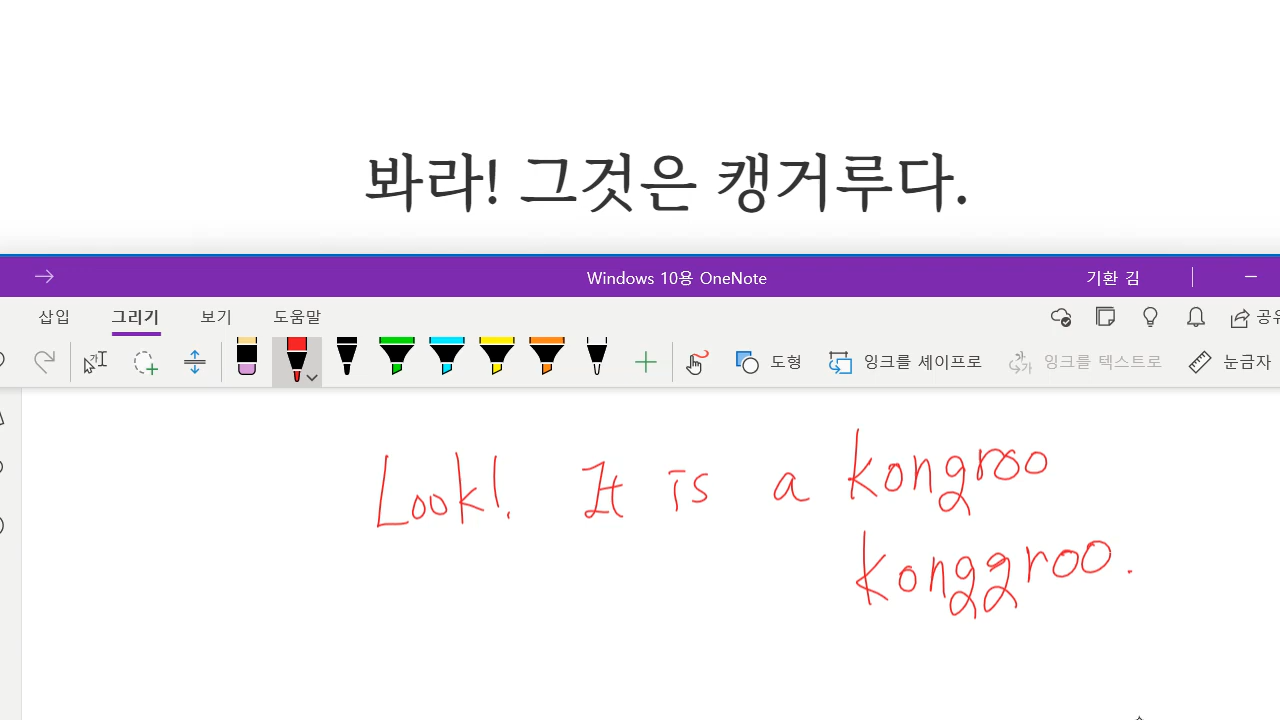 봐라! 그것은 캥거루다.
Windows 10용 OneNote 기환 김
삽입 그리기 보기 도움말 공유
가 도형 잉크를 셰이프로 가 잉크를 텍스트로 눈금자
Look! It is a kongroo
konggroo.